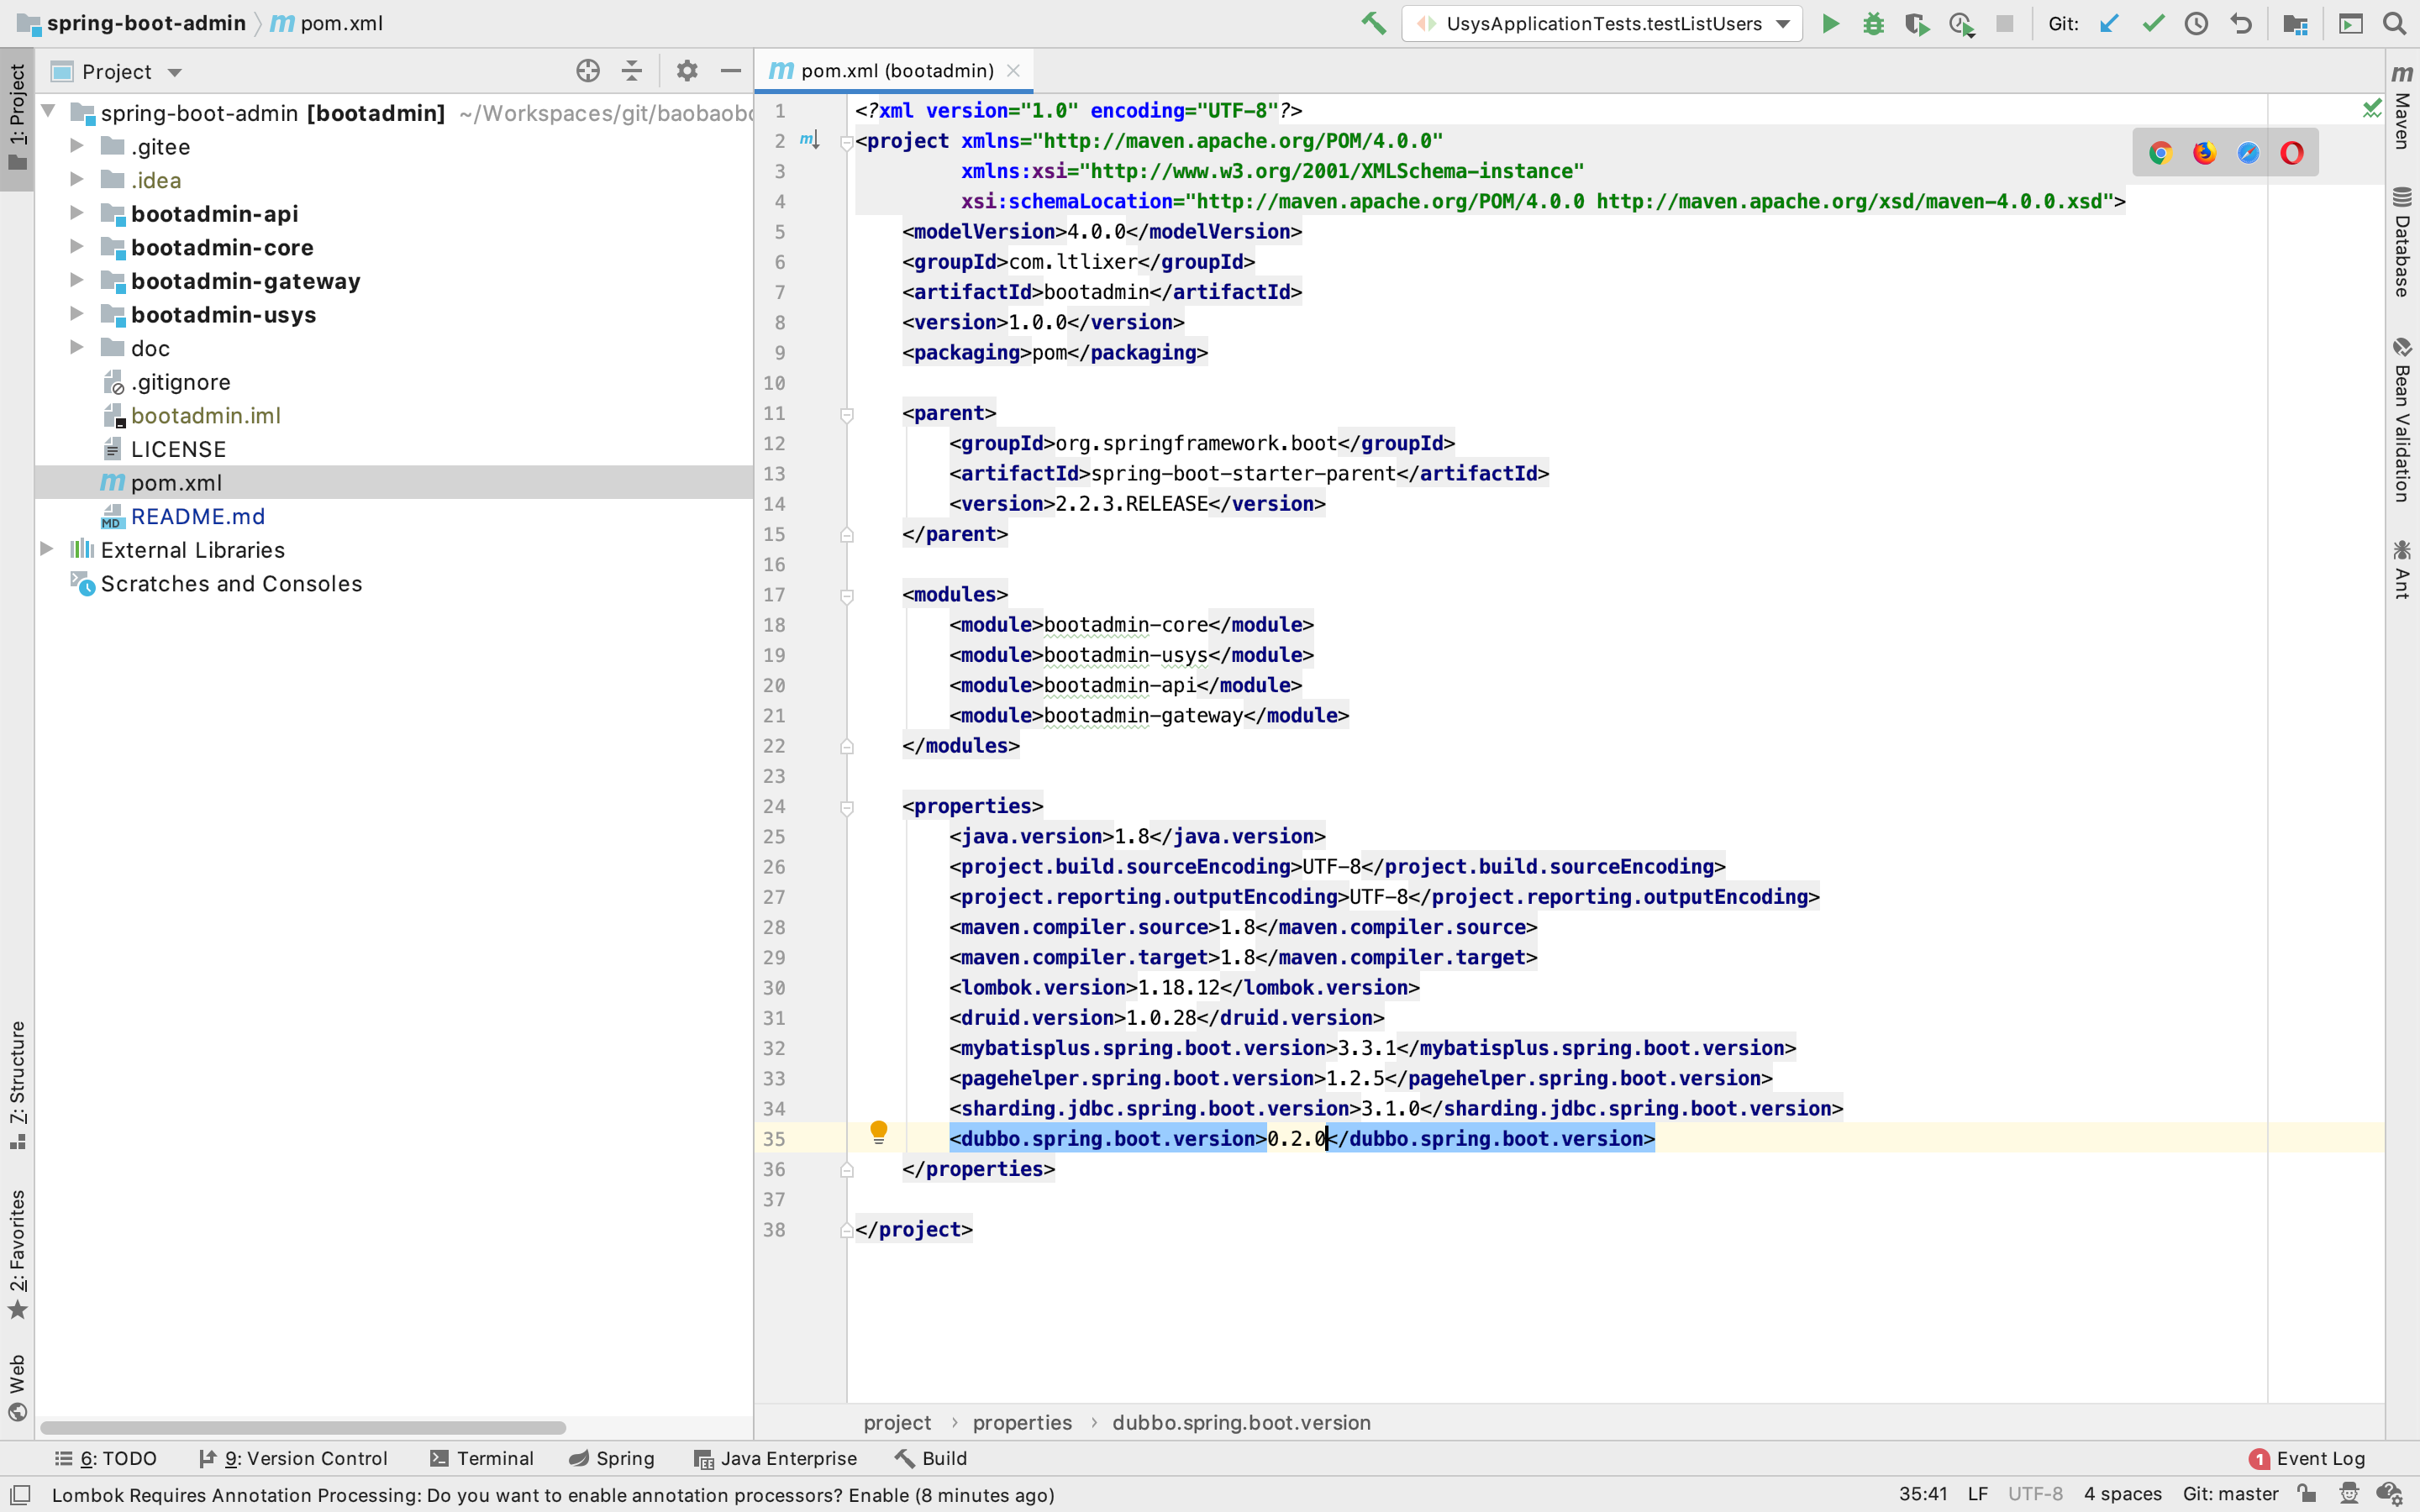 spring-boot-admin
pom.xml
UsysApplicationTests.testListUsers
Git:
1: Project
Project
pom.xml (bootadmin)
spring-boot-admin [bootadmin] ~/Workspaces/git/baobaobo
.gitee
.idea
bootadmin-api
bootadmin-core
bootadmin-gateway
bootadmin-usys
doc
.gitignore
bootadmin.iml
LICENSE
pom.xml
README.md
External Libraries
Scratches and Consoles
7: Structure
2: Favorites
Web
1 <?xml version="1.0" encoding="UTF-8"?>
2 <project xmlns="http://maven.apache.org/POM/4.0.0"
3 xmlns:xsi="http://www.w3.org/2001/XMLSchema-instance"
4 xsi:schemaLocation="http://maven.apache.org/POM/4.0.0 http://maven.apache.org/xsd/maven-4.0.0.xsd">
5 <modelVersion>4.0.0</modelVersion>
6 <groupId>com.ltlixer</groupId>
7 <artifactId>bootadmin</artifactId>
8 <version>1.0.0</version>
9 <packaging>pom</packaging>
10
11 <parent>
12 <groupId>org.springframework.boot</groupId>
13 <artifactId>spring-boot-starter-parent</artifactId>
14 <version>2.2.3.RELEASE</version>
15 </parent>
16
17 <modules>
18 <module>bootadmin-core</module>
19 <module>bootadmin-usys</module>
20 <module>bootadmin-api</module>
21 <module>bootadmin-gateway</module>
22 </modules>
23
24 <properties>
25 <java.version>1.8</java.version>
26 <project.build.sourceEncoding>UTF-8</project.build.sourceEncoding>
27 <project.reporting.outputEncoding>UTF-8</project.reporting.outputEncoding>
28 <maven.compiler.source>1.8</maven.compiler.source>
29 <maven.compiler.target>1.8</maven.compiler.target>
30 <lombok.version>1.18.12</lombok.version>
31 <druid.version>1.0.28</druid.version>
32 <mybatisplus.spring.boot.version>3.3.1</mybatisplus.spring.boot.version>
33 <pagehelper.spring.boot.version>1.2.5</pagehelper.spring.boot.version>
34 <sharding.jdbc.spring.boot.version>3.1.0</sharding.jdbc.spring.boot.version>
35 <dubbo.spring.boot.version>0.2.0</dubbo.spring.boot.version>
36 </properties>
37
38 </project>
Maven
Database
Bean Validation
Ant
project › properties › dubbo.spring.boot.version
6: TODO
9: Version Control
Terminal
Spring
Java Enterprise
Build
1 Event Log
Lombok Requires Annotation Processing: Do you want to enable annotation processors? Enable (8 minutes ago)
35:41 LF UTF-8 4 spaces Git: master